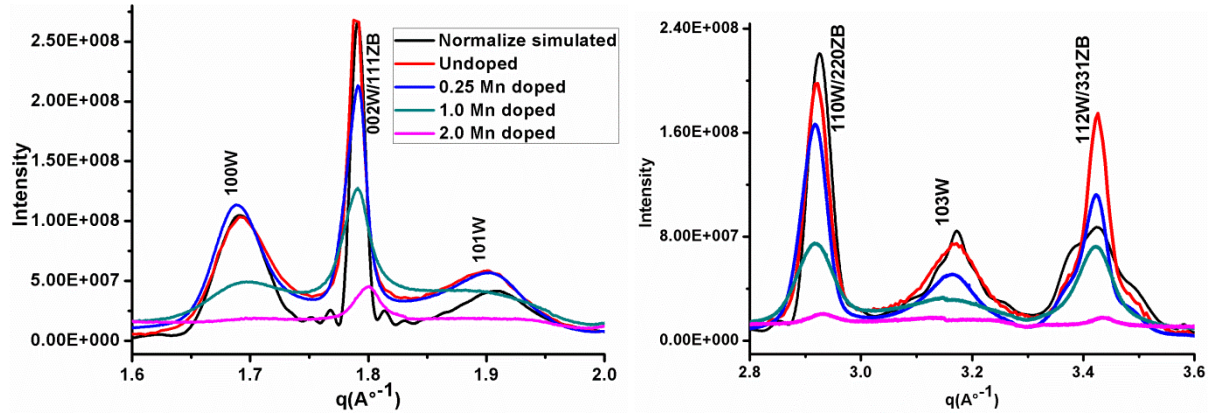 2.50E+008
2.00E+008
1.50E+008
1.00E+008
5.00E+007
0.00E+000
Intensity
100W
002W/111ZB
101W
Normalize simulated
Undoped
0.25 Mn doped
1.0 Mn doped
2.0 Mn doped
1.6 1.7 1.8 1.9 2.0
q(A°⁻¹)
2.40E+008
1.60E+008
8.00E+007
0.00E+000
Intensity
110W/220ZB
103W
112W/331ZB
2.8 3.0 3.2 3.4 3.6
q(A°⁻¹)